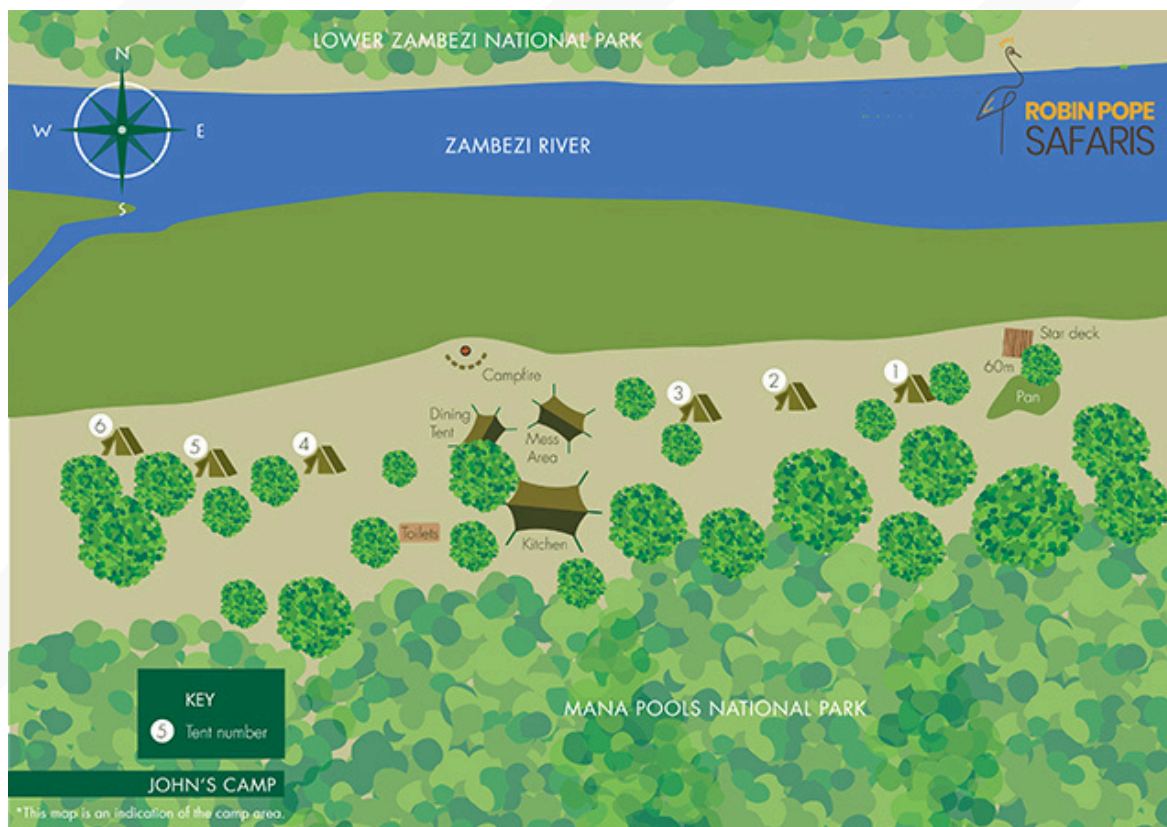 LOWER ZAMBEZI NATIONAL PARK
N
W
E
S
ZAMBEZI RIVER
ROBIN POPE
SAFARIS
Star deck
60m
Pan
1
2
3
Campfire
Dining
Tent
Mess
Area
4
5
6
Toilets
Kitchen
MANA POOLS NATIONAL PARK
KEY
5 Tent number
JOHN'S CAMP
*This map is an indication of the camp area.